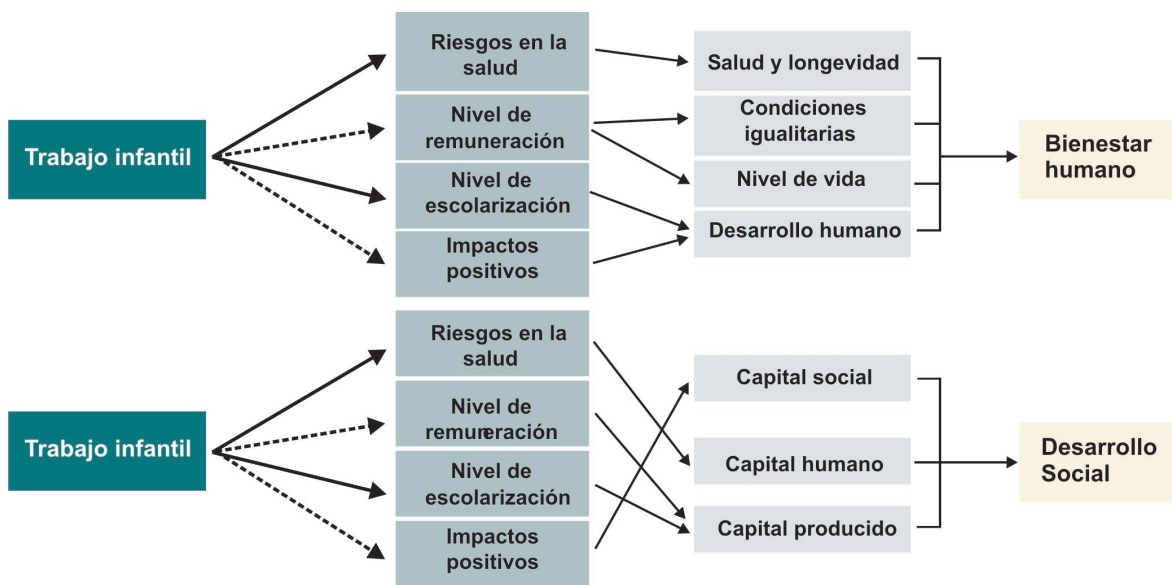 Trabajo infantil
Riesgos en la
salud
Nivel de
remuneración
Nivel de
escolarización
Impactos
positivos
Salud y longevidad
Condiciones
igualitarias
Nivel de vida
Desarrollo humano
Bienestar
humano
Trabajo infantil
Riesgos en la
salud
Nivel de
remuneración
Nivel de
escolarización
Impactos
positivos
Capital social
Capital humano
Capital producido
Desarrollo
Social